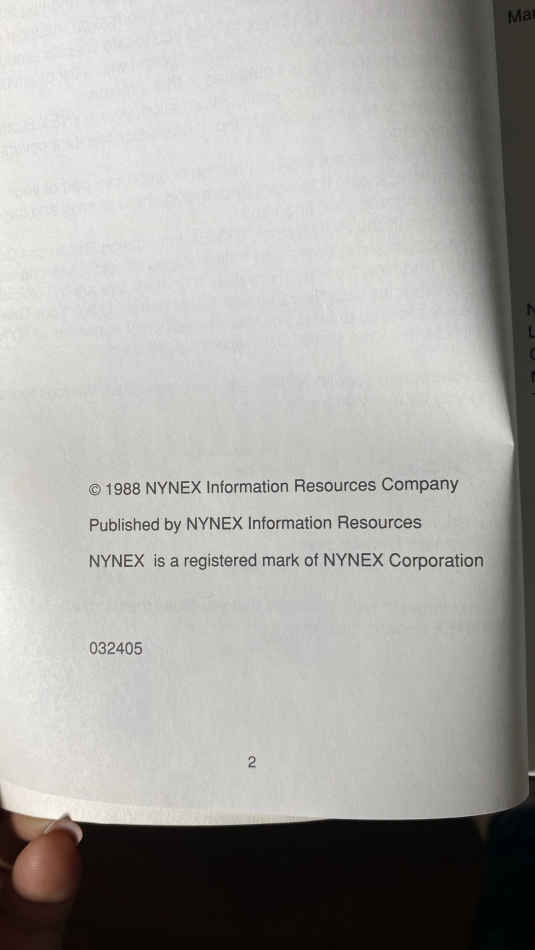 © 1988 NYNEX Information Resources Company
Published by NYNEX Information Resources
NYNEX is a registered mark of NYNEX Corporation
032405
2